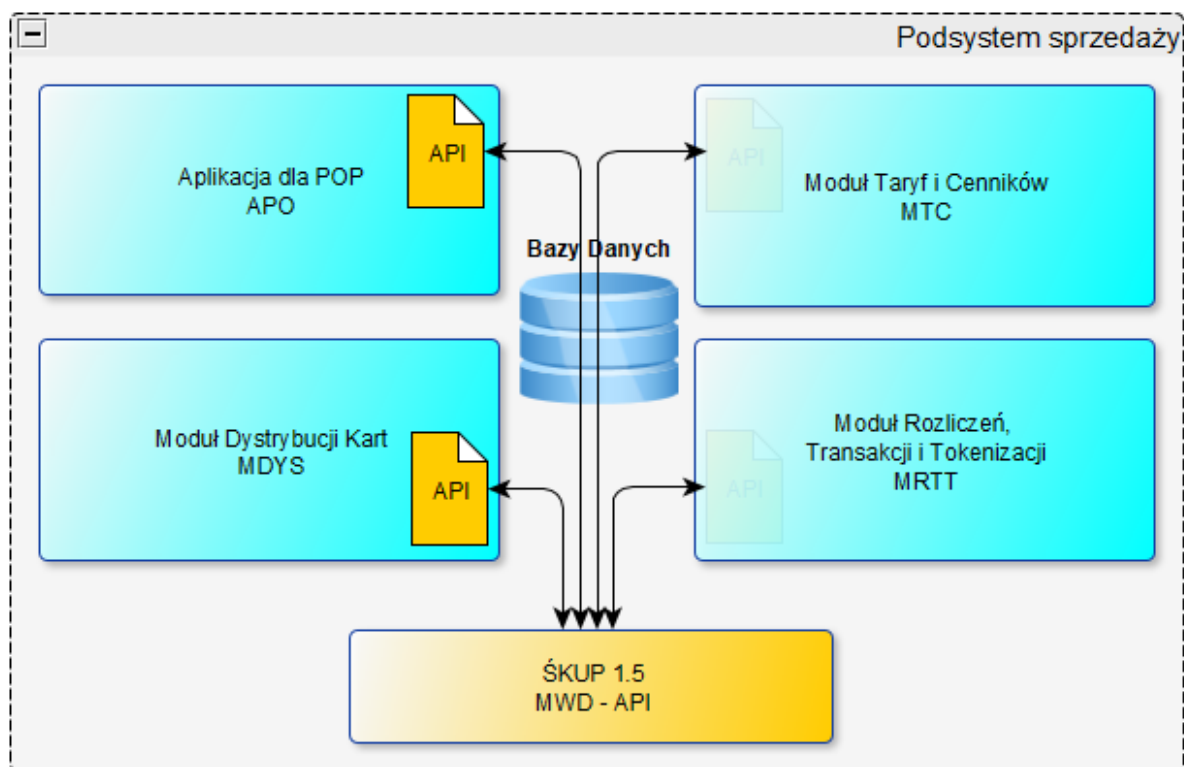 Podsystem sprzedaży
Aplikacja dla POP
APO
API
API
Moduł Taryf i Cenników
MTC
Bazy Danych
Moduł Dystrybucji Kart
MDYS
API
API
Moduł Rozliczeń,
Transakcji i Tokenizacji
MRTT
ŚKUP 1.5
MWD - API